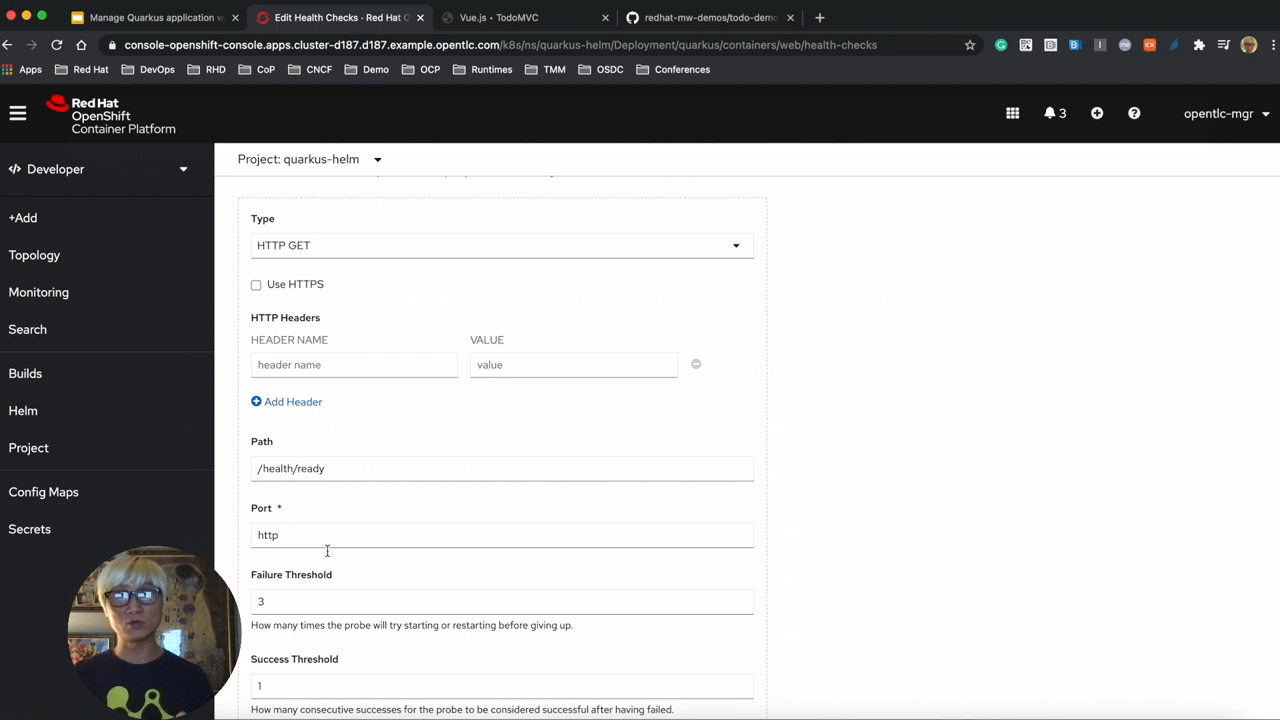 Manage Quarkus application w
Edit Health Checks · Red Hat O
Vue.js • TodoMVC
redhat-mw-demos/todo-demo
console-openshift-console.apps.cluster-d187.d187.example.opentlc.com/k8s/ns/quarkus-helm/Deployment/quarkus/containers/web/health-checks
Apps Red Hat DevOps RHD CoP CNCF Demo OCP Runtimes TMM OSDC Conferences
Red Hat
OpenShift
Container Platform
3
opentlc-mgr
Developer
Project: quarkus-helm
+Add
Topology
Monitoring
Search
Builds
Helm
Project
Config Maps
Secrets
Type
HTTP GET
Use HTTPS
HTTP Headers
HEADER NAME VALUE
header name value
Add Header
Path
/health/ready
Port *
http
Failure Threshold
3
How many times the probe will try starting or restarting before giving up.
Success Threshold
1
How many consecutive successes for the probe to be considered successful after having failed.